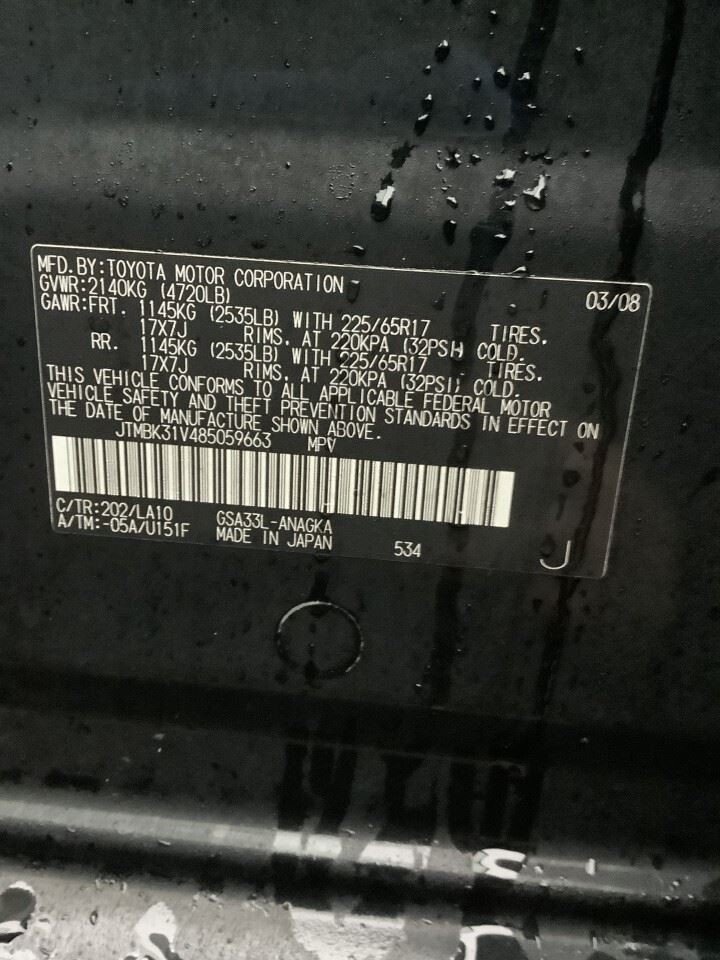 MFD.BY:TOYOTA MOTOR CORPORATION 03/08
GVWR:2140KG (4720LB)
GAWR:FRT. 1145KG (2535LB) WITH 225/65R17 TIRES.
17X7J RIMS, AT 220KPA (32PSI) COLD.
RR. 1145KG (2535LB) WITH 225/65R17 TIRES.
17X7J RIMS, AT 220KPA (32PSI) COLD.
THIS VEHICLE CONFORMS TO ALL APPLICABLE FEDERAL MOTOR
VEHICLE SAFETY AND THEFT PREVENTION STANDARDS IN EFFECT ON
THE DATE OF MANUFACTURE SHOWN ABOVE.
JTMBK31V485059663 MPV
C/TR:202/LA10 GSA33L-ANAGKA
A/TM:-05A/U151F MADE IN JAPAN 534 J